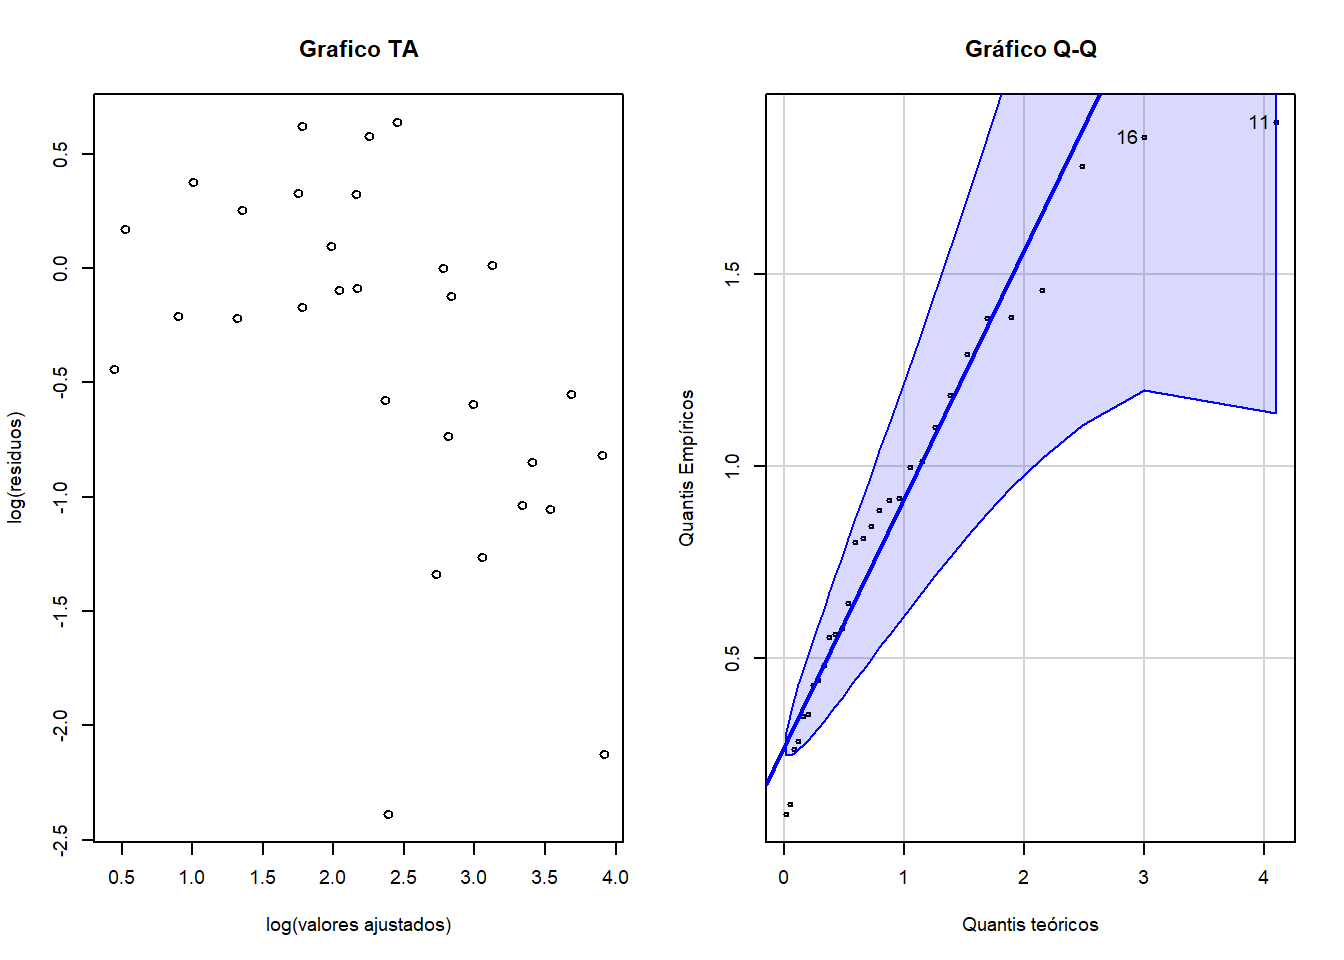 Grafico TA
log(residuos)
0.5
0.0
-0.5
-1.0
-1.5
-2.0
-2.5
0.5 1.0 1.5 2.0 2.5 3.0 3.5 4.0
log(valores ajustados)
Gráfico Q-Q
Quantis Empíricos
1.5
1.0
0.5
16
11
0 1 2 3 4
Quantis teóricos